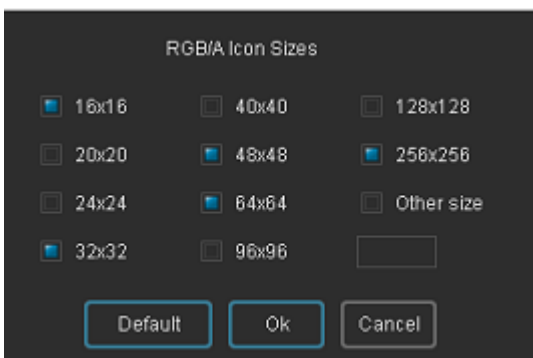 RGB/A Icon Sizes
16x16
40x40
128x128
20x20
48x48
256x256
24x24
64x64
Other size
32x32
96x96
Default
Ok
Cancel